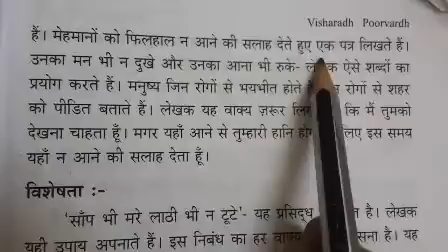 Visharadh Poorvardh
हैं। मेहमानों को फिलहाल न आने की सलाह देते हुए एक पत्र लिखते हैं।
उनका मन भी न दुखे और उनका आना भी रुके- ऐसे शब्दों का
प्रयोग करते हैं। मनुष्य जिन रोगों से भयभीत होते रोगों से शहर
को पीडित बताते हैं। लेखक यह वाक्य ज़रूर कि मैं तुमको
देखना चाहता हूँ। मगर यहाँ आने से तुम्हारी हानि इस समय
यहाँ न आने की सलाह देता हूँ।
विशेषता :-
‘साँप भी मरे लाठी भी न टूटे’- यह प्रसिद्ध है। लेखक
यही उपाय अपनाते हैं। इस निबंध का हर है। यह